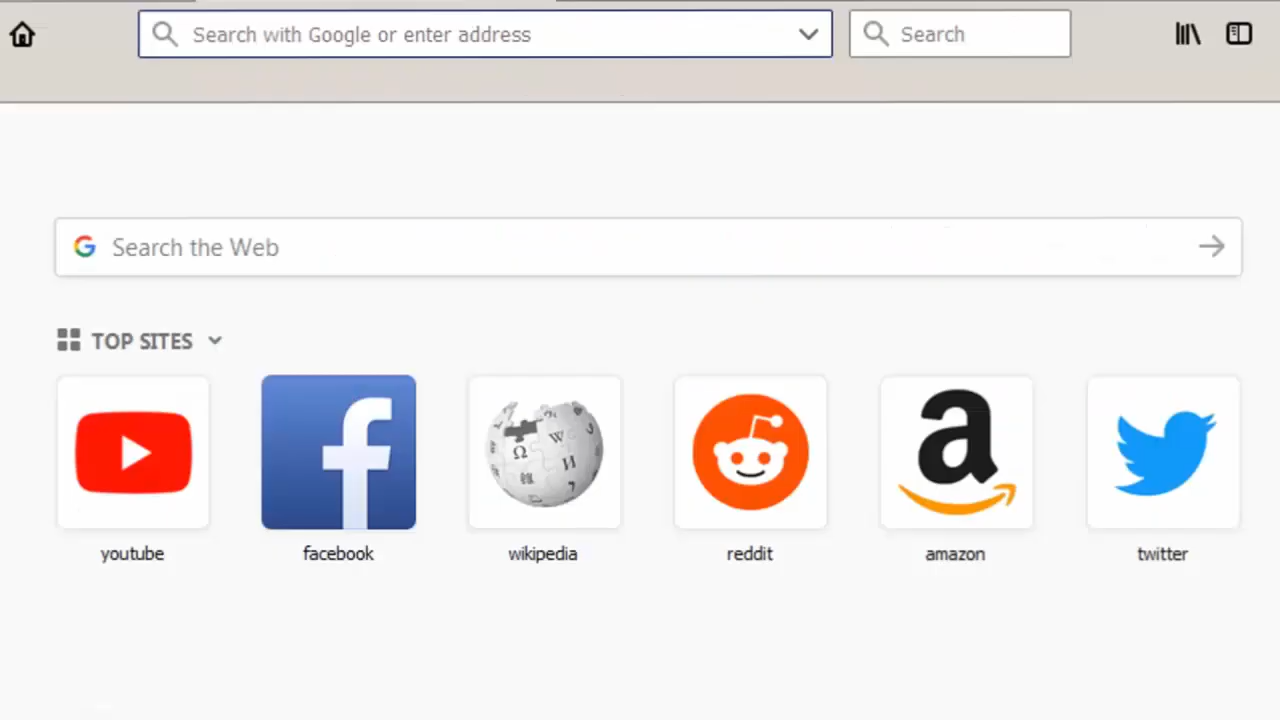 Search with Google or enter address
Search
Search the Web
TOP SITES
youtube
facebook
wikipedia
reddit
amazon
twitter